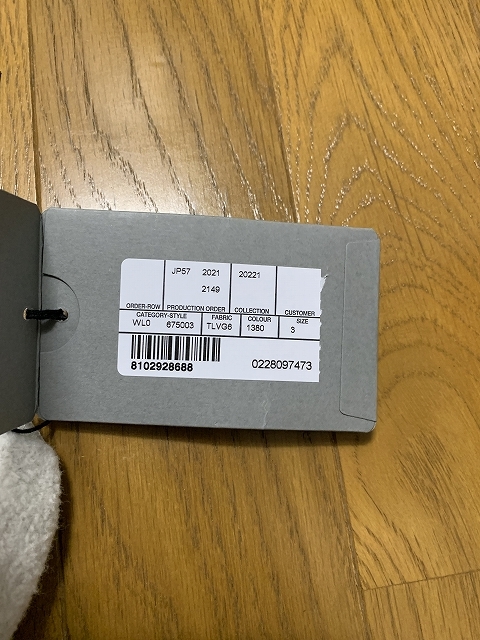 JP57 2021 20221
2149
ORDER-ROW PRODUCTION ORDER COLLECTION CUSTOMER
CATEGORY-STYLE FABRIC COLOUR SIZE
WL0 675003 TLVG6 1380 3
8102928688 0228097473